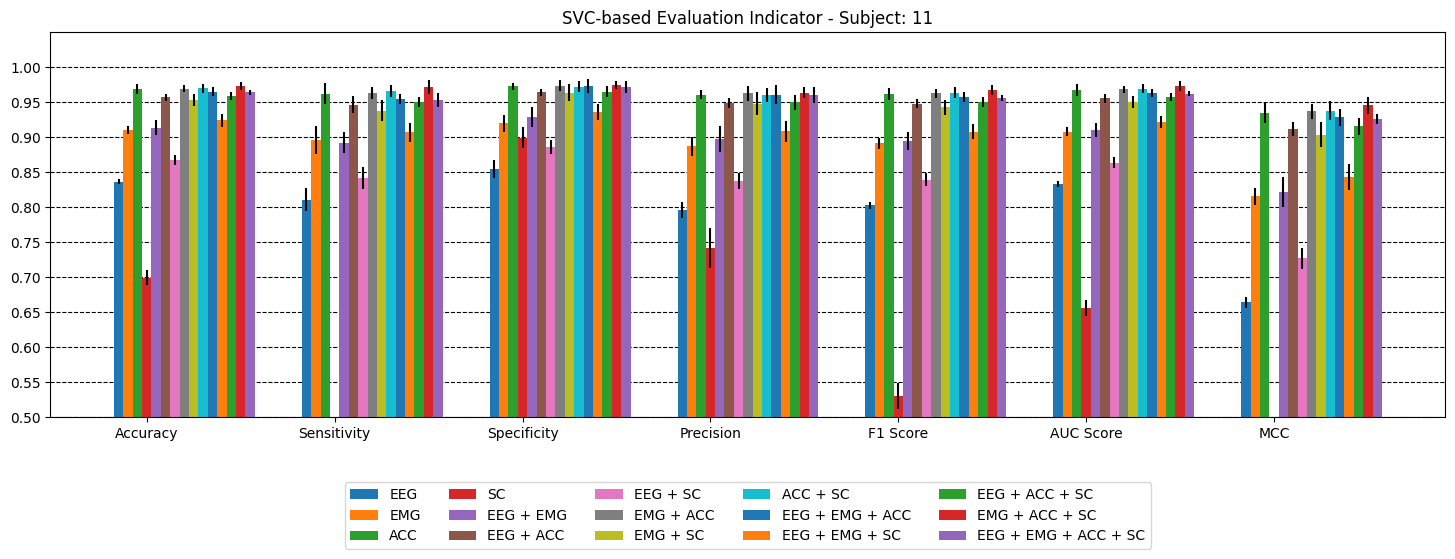 SVC-based Evaluation Indicator - Subject: 11
1.00
0.95
0.90
0.85
0.80
0.75
0.70
0.65
0.60
0.55
0.50
Accuracy Sensitivity Specificity Precision F1 Score AUC Score MCC
EEG SC EEG + SC ACC + SC EEG + ACC + SC
EMG EEG + EMG EMG + ACC EEG + EMG + ACC EMG + ACC + SC
ACC EEG + ACC EMG + SC EEG + EMG + SC EEG + EMG + ACC + SC